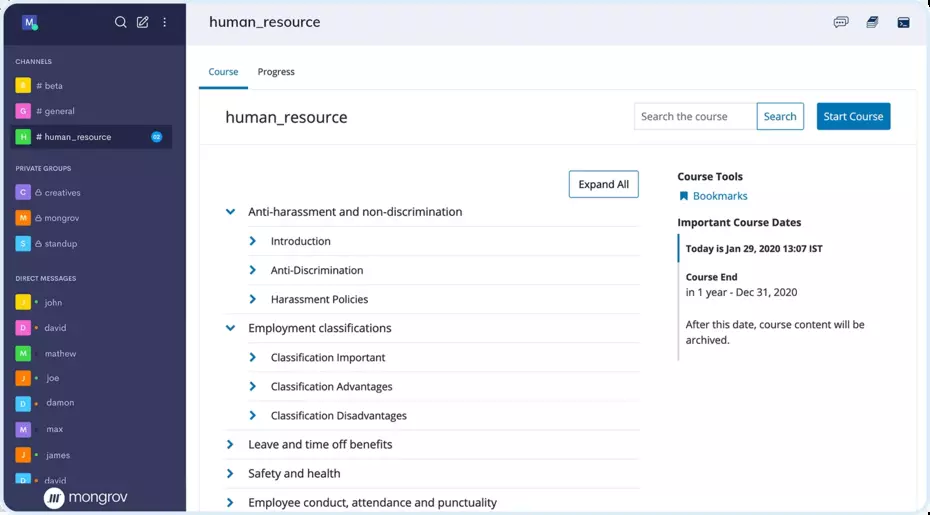 M
human_resource
CHANNELS
B # beta
G # general
H # human_resource 02
PRIVATE GROUPS
C creatives
M mongrov
S standup
DIRECT MESSAGES
J john
D david
M mathew
J joe
D damon
M max
J james
D david
mongrov
Course Progress
human_resource
Search the course Search Start Course
Expand All
Anti-harassment and non-discrimination
Introduction
Anti-Discrimination
Harassment Policies
Employment classifications
Classification Important
Classification Advantages
Classification Disadvantages
Leave and time off benefits
Safety and health
Employee conduct, attendance and punctuality
Course Tools
Bookmarks
Important Course Dates
Today is Jan 29, 2020 13:07 IST
Course End
in 1 year - Dec 31, 2020
After this date, course content will be
archived.